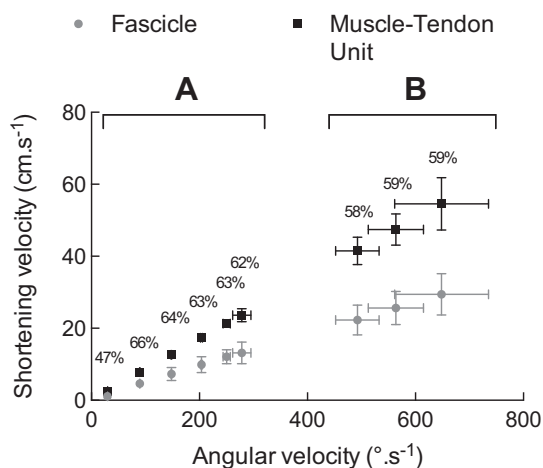 Fascicle
Muscle-Tendon
Unit
A
B
Shortening velocity (cm.s-1)
80
60
40
20
0
47%
66%
64%
63%
63%
62%
58%
59%
59%
0
200
400
600
800
Angular velocity (°.s-1)